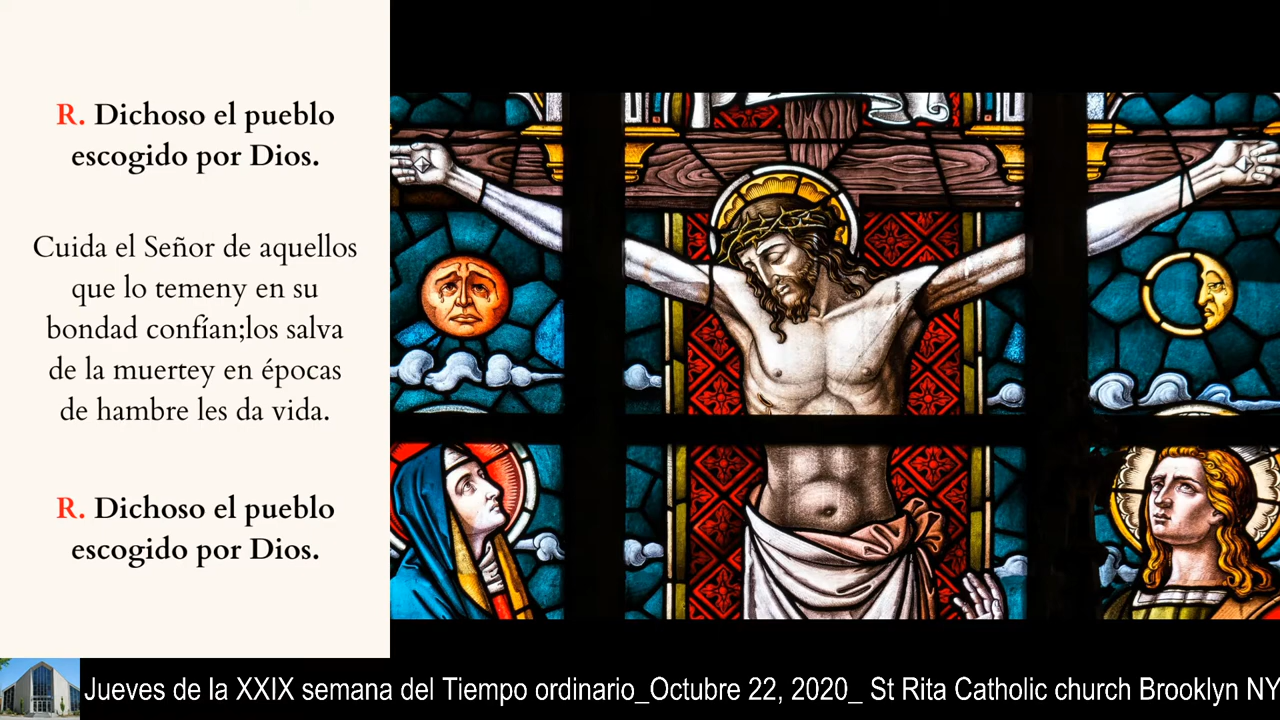 R. Dichoso el pueblo
escogido por Dios.
Cuida el Señor de aquellos
que lo temeny en su
bondad confían;los salva
de la muertey en épocas
de hambre les da vida.
R. Dichoso el pueblo
escogido por Dios.
Jueves de la XXIX semana del Tiempo ordinario_Octubre 22, 2020_ St Rita Catholic church Brooklyn NY